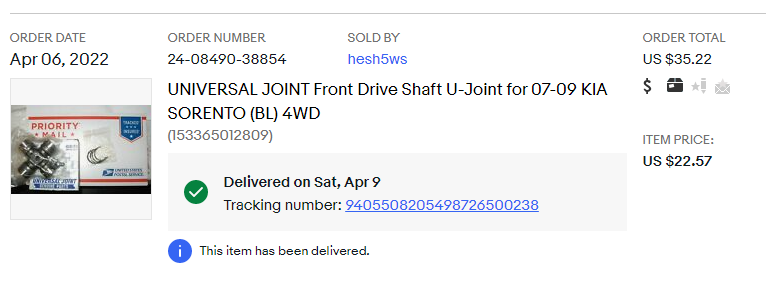 ORDER DATE
Apr 06, 2022
ORDER NUMBER
24-08490-38854
SOLD BY
hesh5ws
ORDER TOTAL
US $35.22
PRIORITY
MAIL
TRACKED
INSURED
UNITED STATES
POSTAL SERVICE
UNIVERSAL JOINT
UNIVERSAL JOINT Front Drive Shaft U-Joint for 07-09 KIA
SORENTO (BL) 4WD
(153365012809)
ITEM PRICE:
US $22.57
Delivered on Sat, Apr 9
Tracking number: 9405508205498726500238
This item has been delivered.